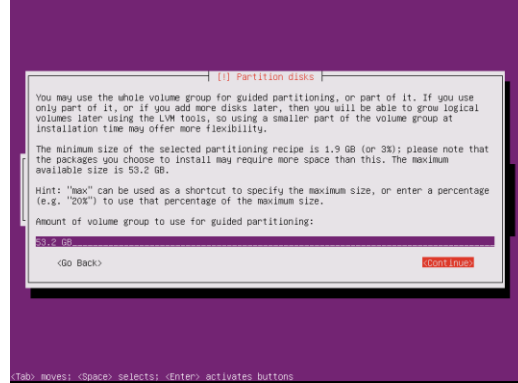 [!] Partition disks
You may use the whole volume group for guided partitioning, or part of it. If you use
only part of it, or if you add more disks later, then you will be able to grow logical
volumes later using the LVM tools, so using a smaller part of the volume group at
installation time may offer more flexibility.
The minimum size of the selected partitioning recipe is 1.9 GB (or 3%); please note that
the packages you choose to install may require more space than this. The maximum
available size is 53.2 GB.
Hint: "max" can be used as a shortcut to specify the maximum size, or enter a percentage
(e.g. "20%") to use that percentage of the maximum size.
Amount of volume group to use for guided partitioning:
53.2 GB
<Go Back> <Continue>
<Tab> moves; <Space> selects; <Enter> activates buttons